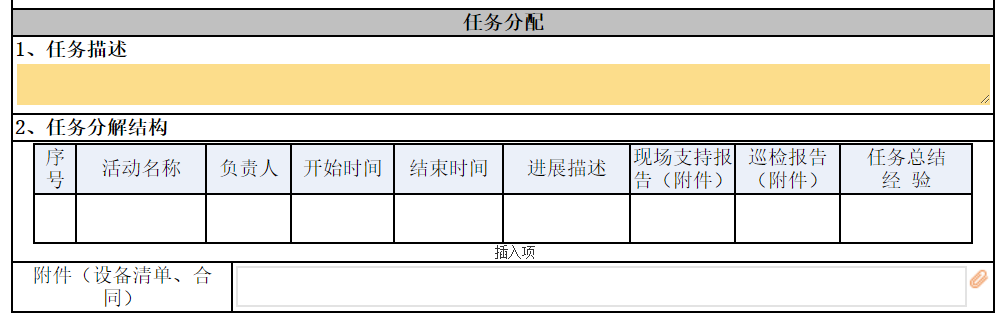 任务分配
1、任务描述
2、任务分解结构
序
号
活动名称
负责人
开始时间
结束时间
进展描述
现场支持报
告（附件）
巡检报告
（附件）
任务总结
经 验
插入项
附件（设备清单、合
同）